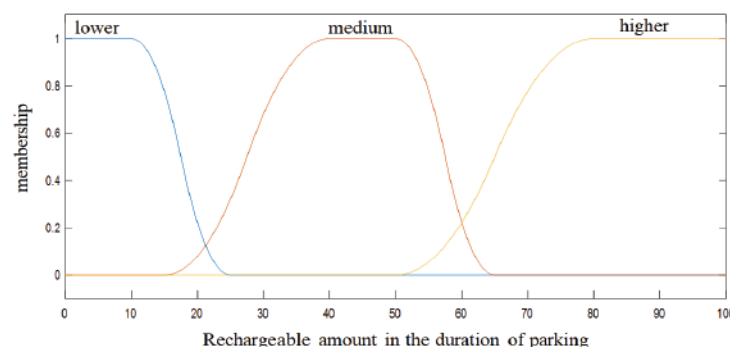 lower medium higher
1
0.8
0.6
0.4
0.2
0
membership
0 10 20 30 40 50 60 70 80 90 100
Rechargeable amount in the duration of parking